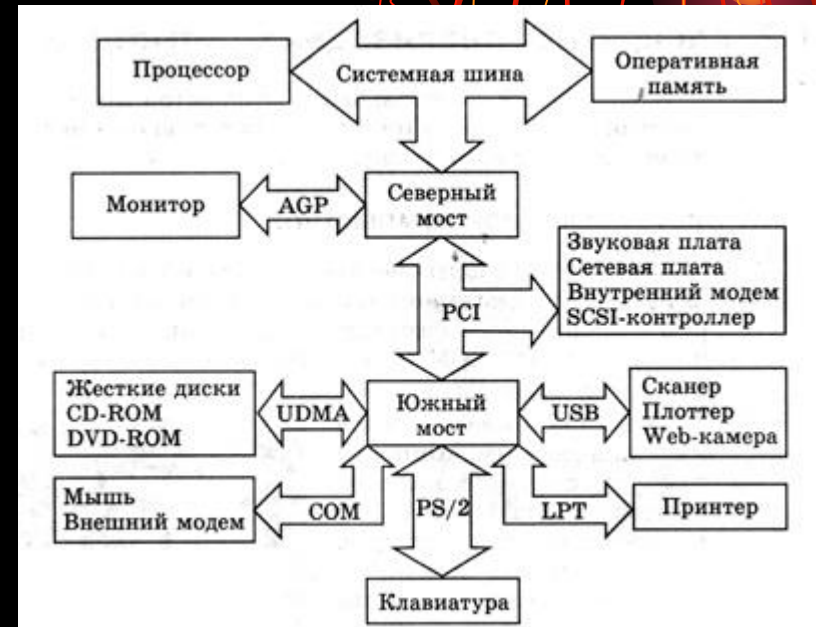 Процессор
Системная шина
Оперативная
память
Монитор
AGP
Северный
мост
Звуковая плата
Сетевая плата
Внутренний модем
SCSI-контроллер
PCI
Жесткие диски
CD-ROM
DVD-ROM
UDMA
Южный
мост
USB
Сканер
Плоттер
Web-камера
Мышь
Внешний модем
COM
PS/2
LPT
Принтер
Клавиатура